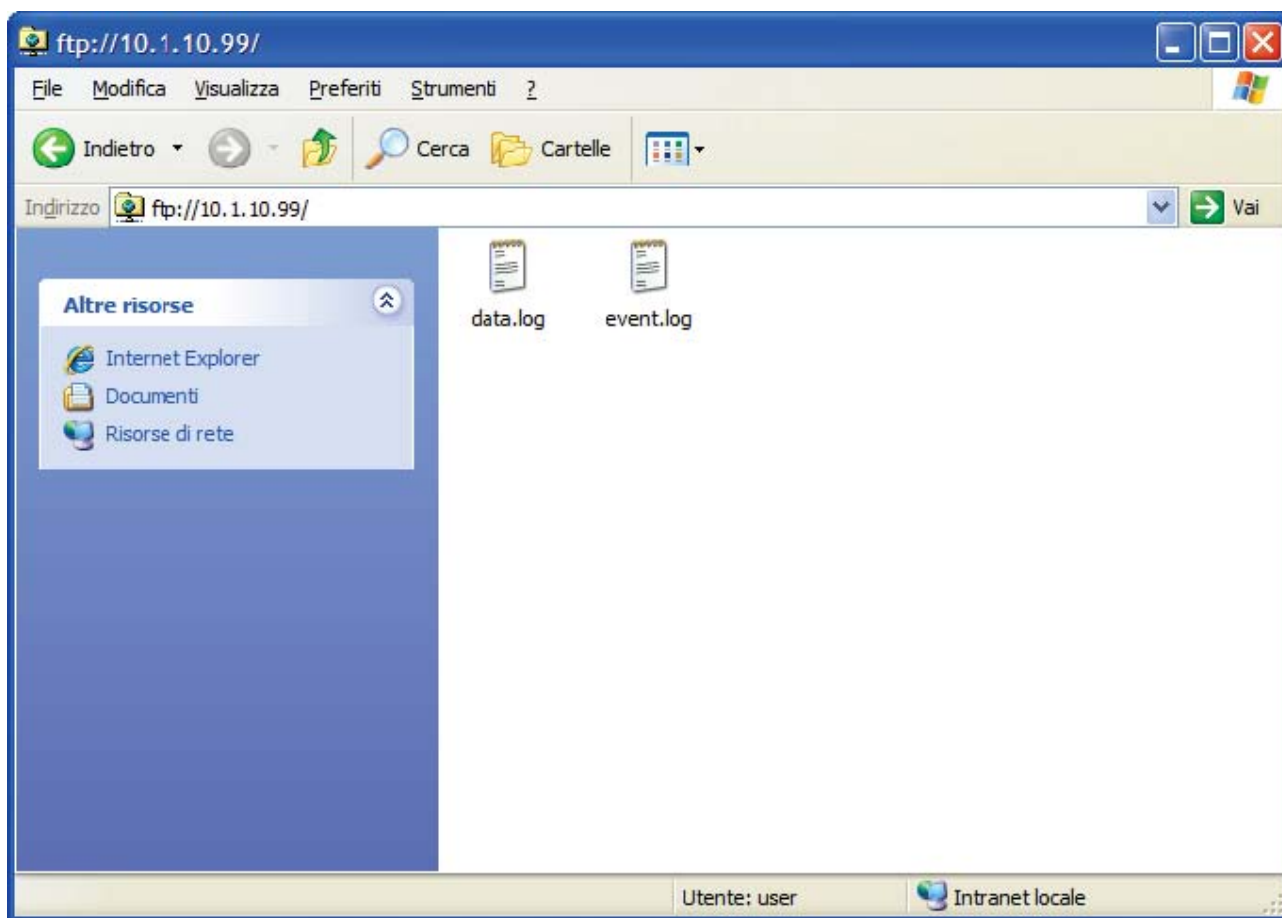 ftp://10.1.10.99/
File Modifica Visualizza Preferiti Strumenti ?
Indietro Cerca Cartelle
Indirizzo ftp://10.1.10.99/ Vai
Altre risorse
Internet Explorer
Documenti
Risorse di rete
data.log event.log
Utente: user Intranet locale